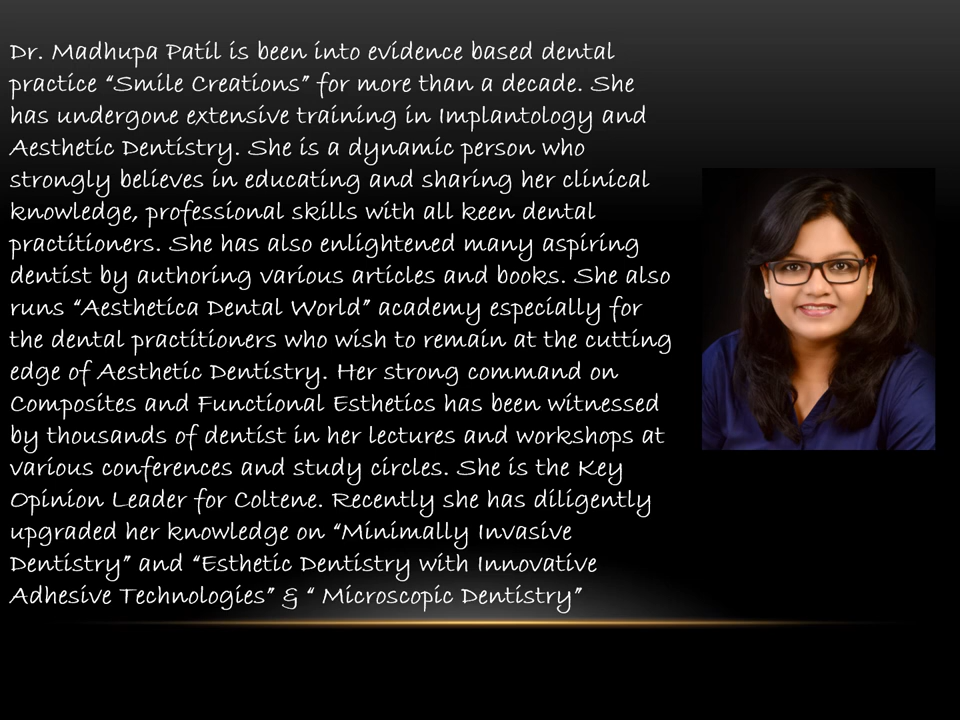 Dr. Madhupa Patil is been into evidence based dental
practice “Smile Creations” for more than a decade. She
has undergone extensive training in Implantology and
Aesthetic Dentistry. She is a dynamic person who
strongly believes in educating and sharing her clinical
knowledge, professional skills with all keen dental
practitioners. She has also enlightened many aspiring
dentist by authoring various articles and books. She also
runs “Aesthetica Dental World” academy especially for
the dental practitioners who wish to remain at the cutting
edge of Aesthetic Dentistry. Her strong command on
Composites and Functional Esthetics has been witnessed
by thousands of dentist in her lectures and workshops at
various conferences and study circles. She is the Key
Opinion Leader for Coltene. Recently she has diligently
upgraded her knowledge on “Minimally Invasive
Dentistry” and “Esthetic Dentistry with Innovative
Adhesive Technologies” & “ Microscopic Dentistry”